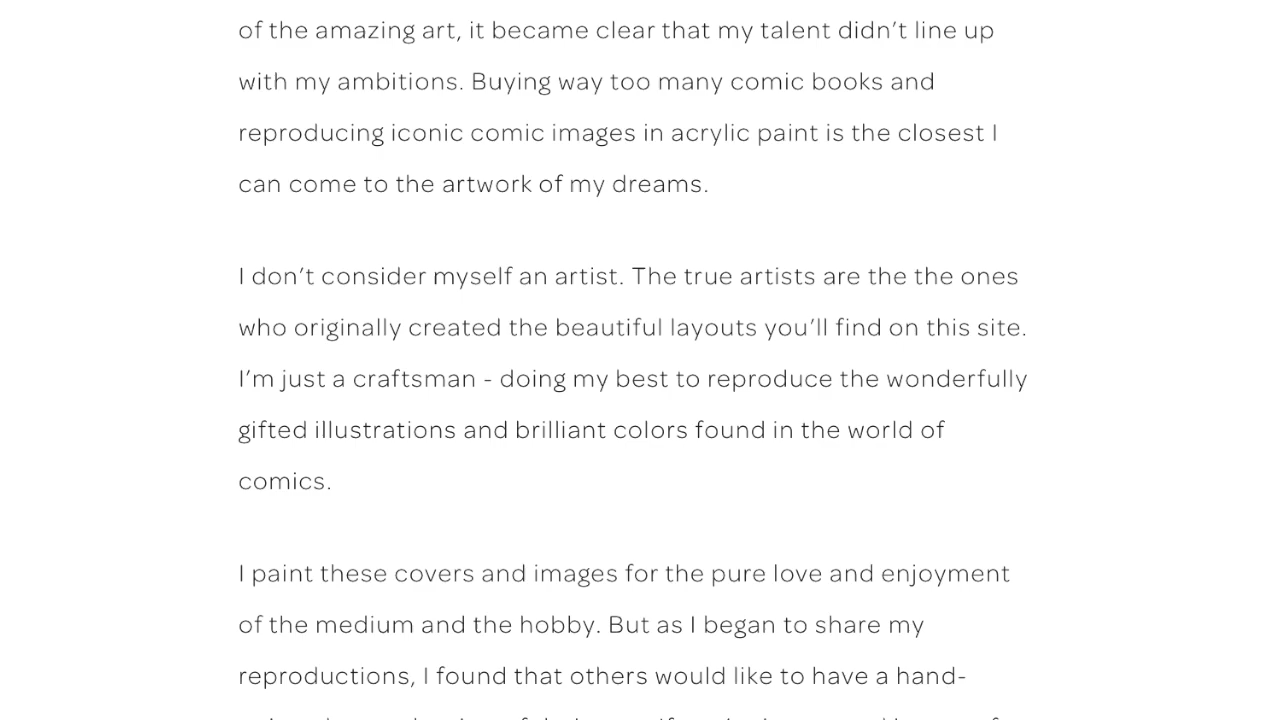 of the amazing art, it became clear that my talent didn’t line up
with my ambitions. Buying way too many comic books and
reproducing iconic comic images in acrylic paint is the closest I
can come to the artwork of my dreams.
I don’t consider myself an artist. The true artists are the the ones
who originally created the beautiful layouts you’ll find on this site.
I’m just a craftsman - doing my best to reproduce the wonderfully
gifted illustrations and brilliant colors found in the world of
comics.
I paint these covers and images for the pure love and enjoyment
of the medium and the hobby. But as I began to share my
reproductions, I found that others would like to have a hand-